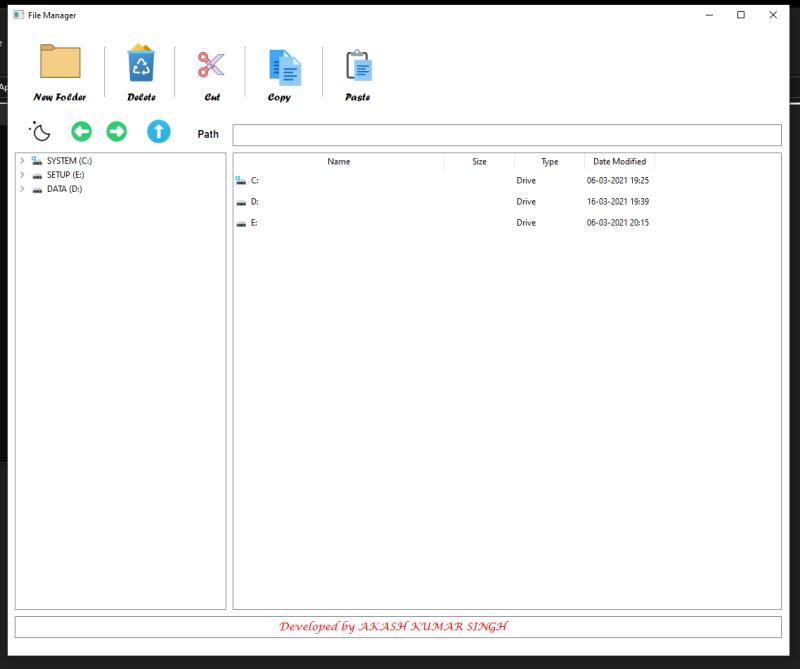 File Manager
New Folder Delete Cut Copy Paste
Path
SYSTEM (C:)
SETUP (E:)
DATA (D:)
Name Size Type Date Modified
C: Drive 06-03-2021 19:25
D: Drive 16-03-2021 19:39
E: Drive 06-03-2021 20:15
Developed by AKASH KUMAR SINGH